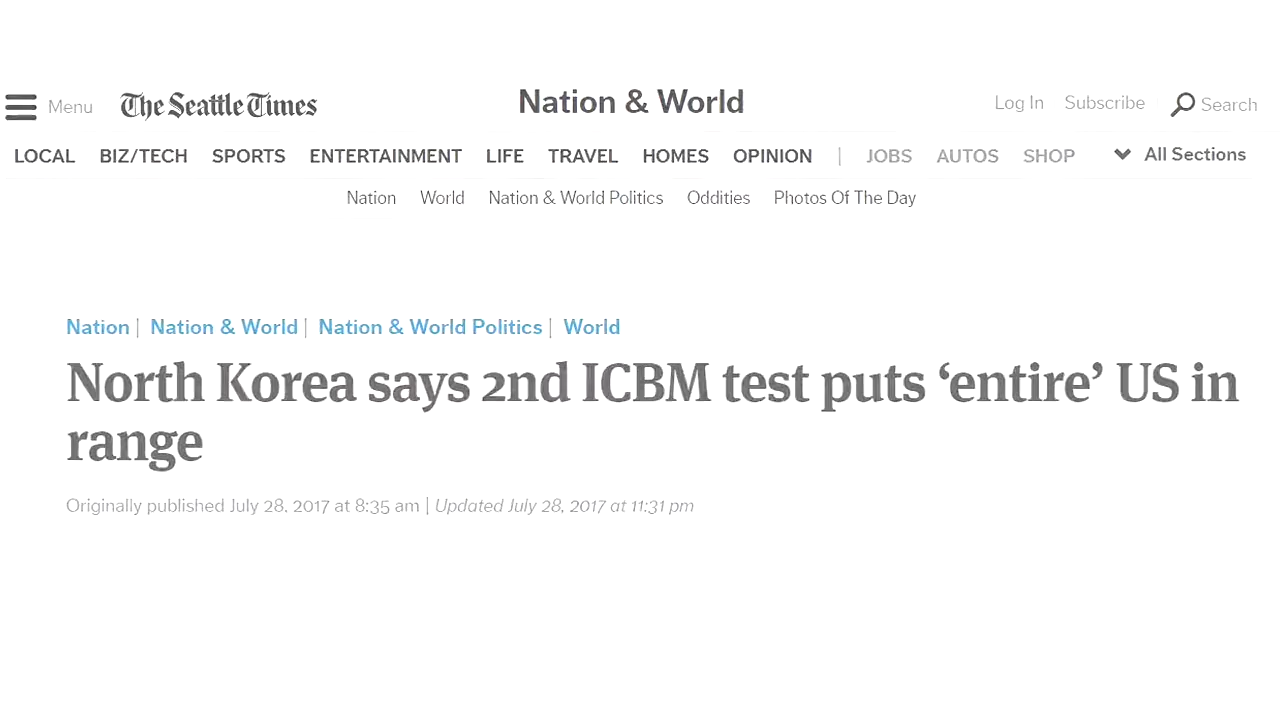 Menu The Seattle Times Nation & World Log In Subscribe Search
LOCAL BIZ/TECH SPORTS ENTERTAINMENT LIFE TRAVEL HOMES OPINION | JOBS AUTOS SHOP All Sections
Nation World Nation & World Politics Oddities Photos Of The Day
Nation | Nation & World | Nation & World Politics | World
North Korea says 2nd ICBM test puts ‘entire’ US in
range
Originally published July 28, 2017 at 8:35 am | Updated July 28, 2017 at 11:31 pm